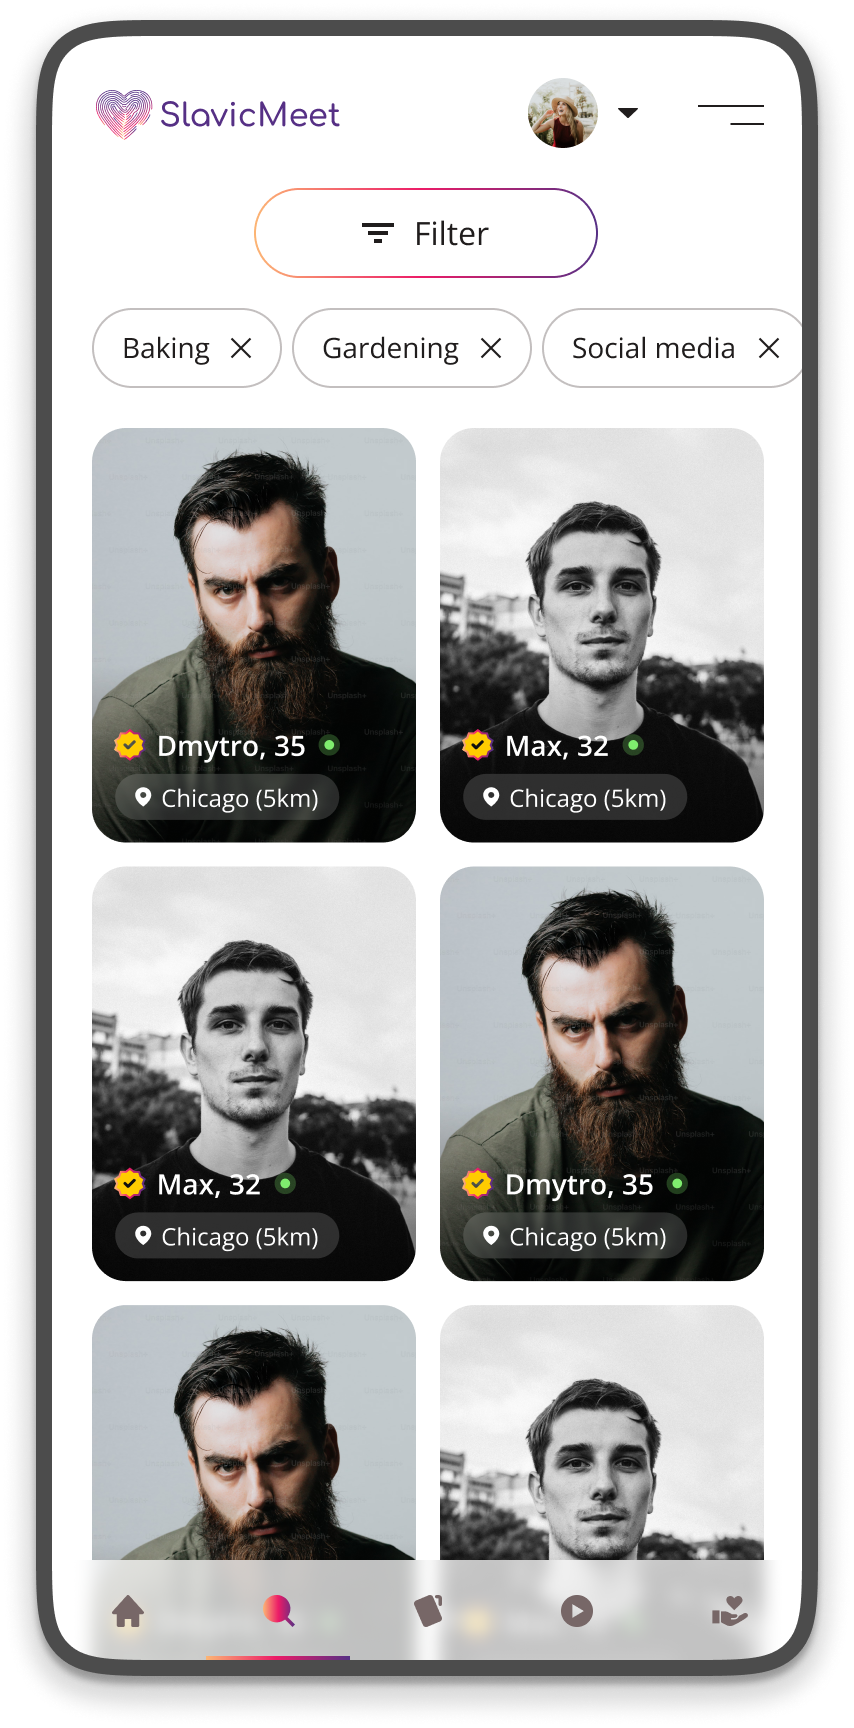 SlavicMeet
Filter
Baking
Gardening
Social media
Dmytro, 35
Chicago (5km)
Max, 32
Chicago (5km)
Max, 32
Chicago (5km)
Dmytro, 35
Chicago (5km)